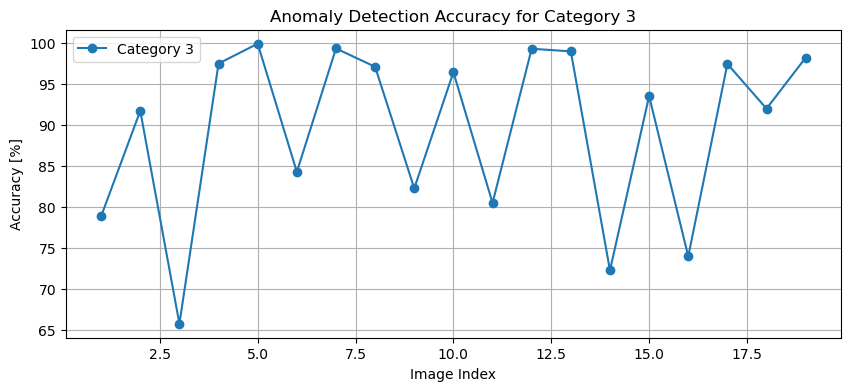 Anomaly Detection Accuracy for Category 3
Category 3
Accuracy [%]
100
95
90
85
80
75
70
65
2.5 5.0 7.5 10.0 12.5 15.0 17.5
Image Index